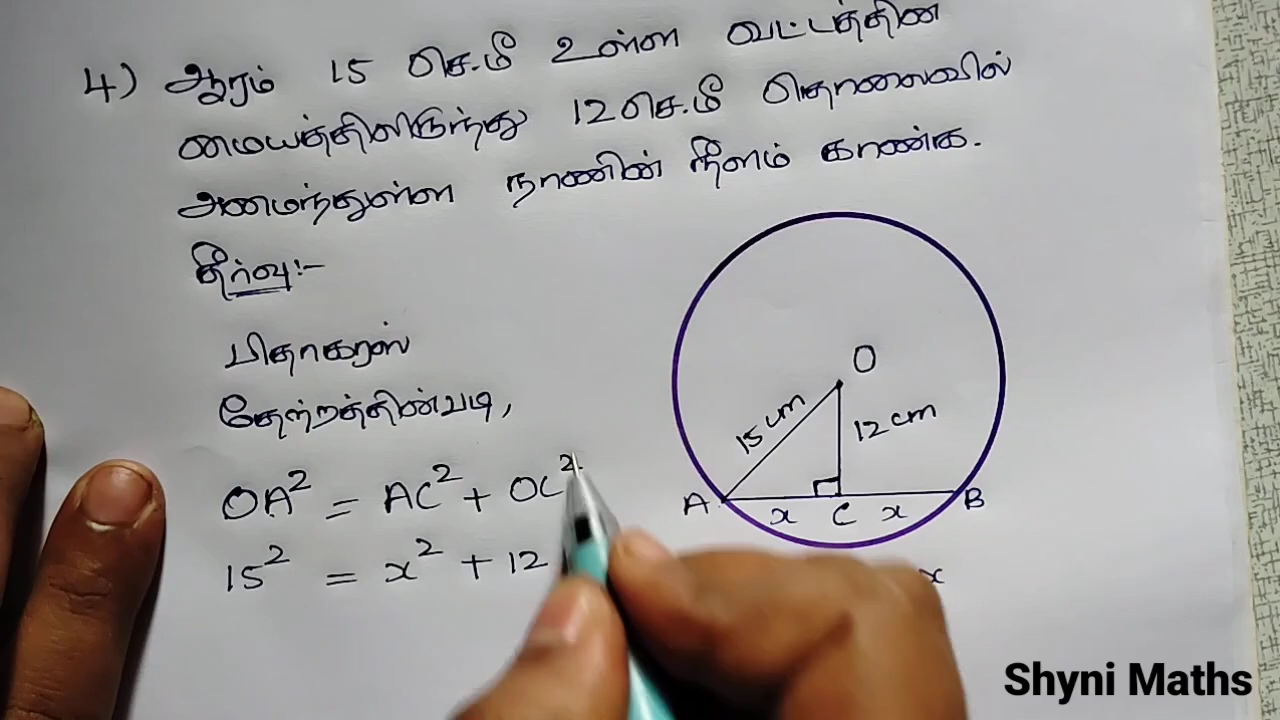 4) ஆரம் 15 செ.மீ உள்ள வட்டத்தின்
மையத்திலிருந்து 12 செ.மீ தொலைவில்
அமைந்துள்ள நாணின் நீளம் காண்க.
தீர்வு:-
பிதாகரஸ்
தேற்றத்தின்படி,
OA² = AC² + OC²
15² = x² + 12
O
15 cm
12 cm
A
x
C
x
B
x
Shyni Maths